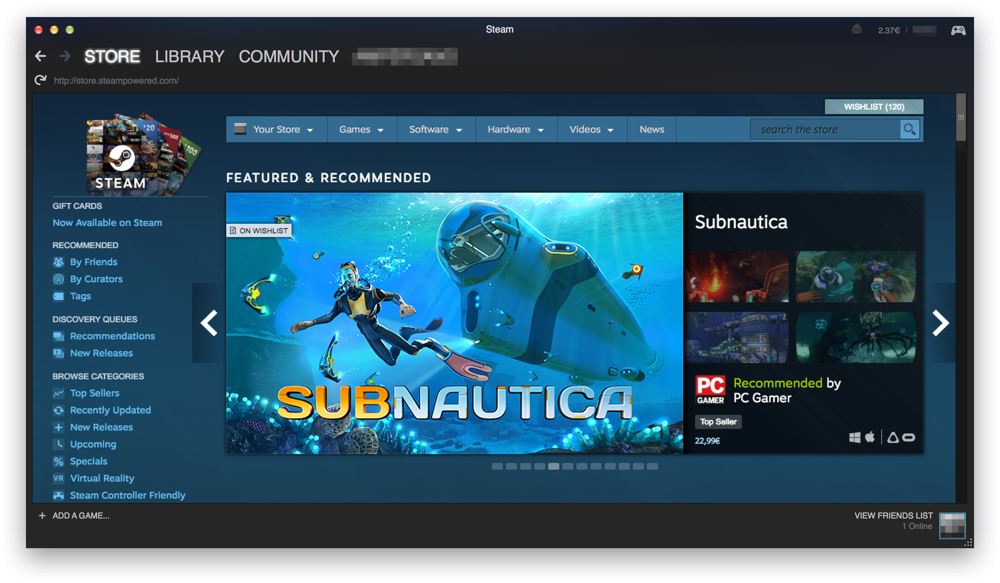 Steam
2.37€
STORE LIBRARY COMMUNITY
http://store.steampowered.com/
WISHLIST (120)
$20
500
$100
STEAM®
Your Store Games Software Hardware Videos News
search the store
FEATURED & RECOMMENDED
GIFT CARDS
Now Available on Steam
RECOMMENDED
By Friends
By Curators
Tags
DISCOVERY QUEUES
Recommendations
New Releases
BROWSE CATEGORIES
Top Sellers
Recently Updated
New Releases
Upcoming
% Specials
VR Virtual Reality
Steam Controller Friendly
ON WISHLIST
SUBNAUTICA
Subnautica
PC GAMER
Recommended by
PC Gamer
Top Seller
22,99€
+ ADD A GAME...
VIEW FRIENDS LIST
1 Online